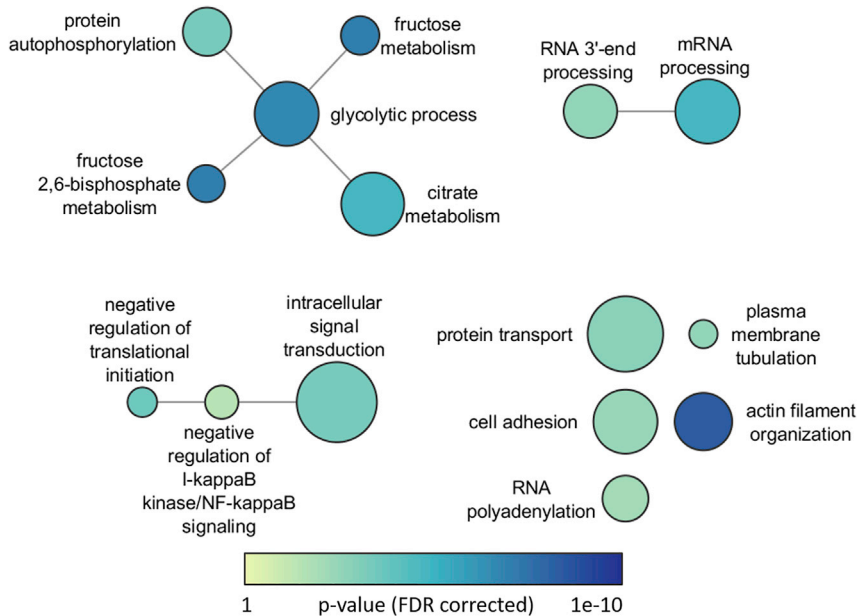 protein
autophosphorylation
fructose
metabolism
glycolytic process
fructose
2,6-bisphosphate
metabolism
citrate
metabolism
RNA 3'-end
processing
mRNA
processing
negative
regulation of
translational
initiation
intracellular
signal
transduction
negative
regulation of
I-kappaB
kinase/NF-kappaB
signaling
protein transport
plasma
membrane
tubulation
cell adhesion
actin filament
organization
RNA
polyadenylation
1 p-value (FDR corrected) 1e-10